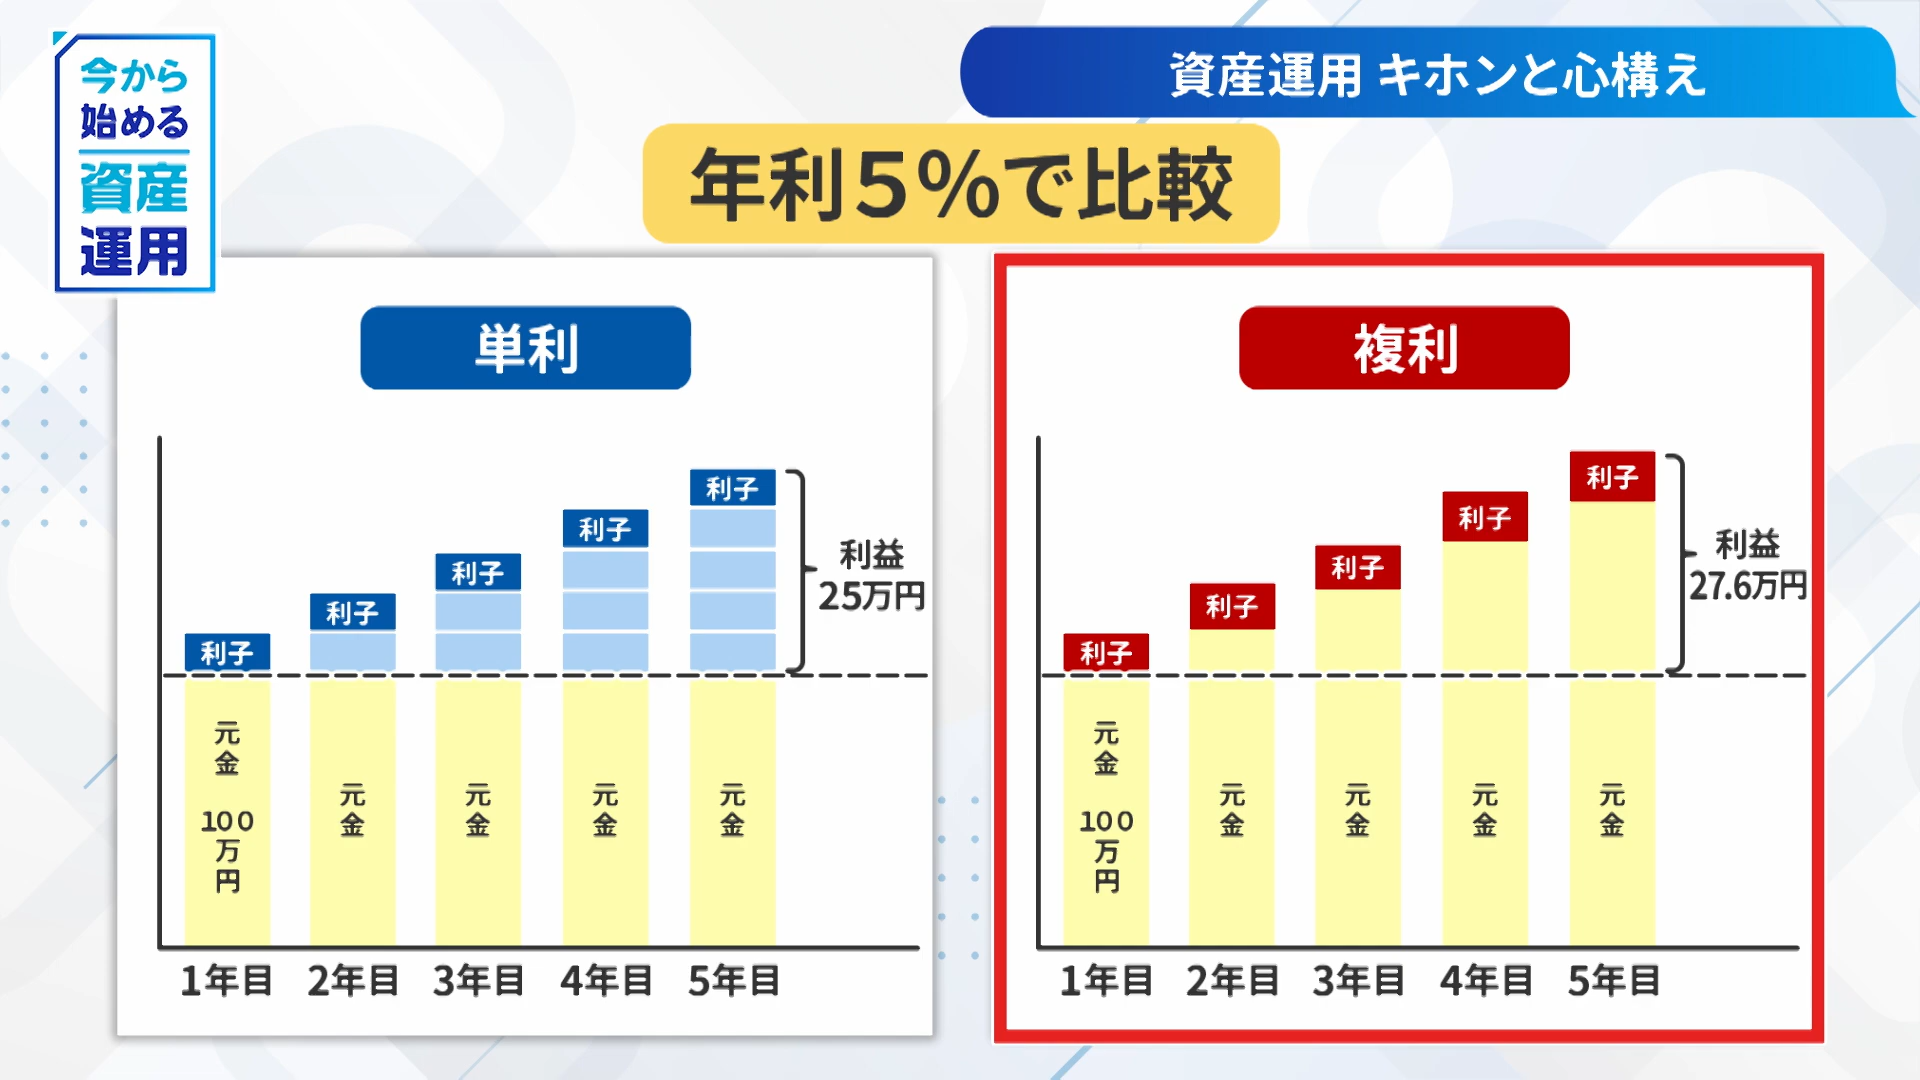 今から
始める
資産
運用
資産運用 キホンと心構え
年利5%で比較
単利
利子
利子
利子
利子
利子
利益
25万円
元金 100万円
元金
元金
元金
元金
1年目
2年目
3年目
4年目
5年目
複利
利子
利子
利子
利子
利子
利益
27.6万円
元金 100万円
元金
元金
元金
元金
1年目
2年目
3年目
4年目
5年目